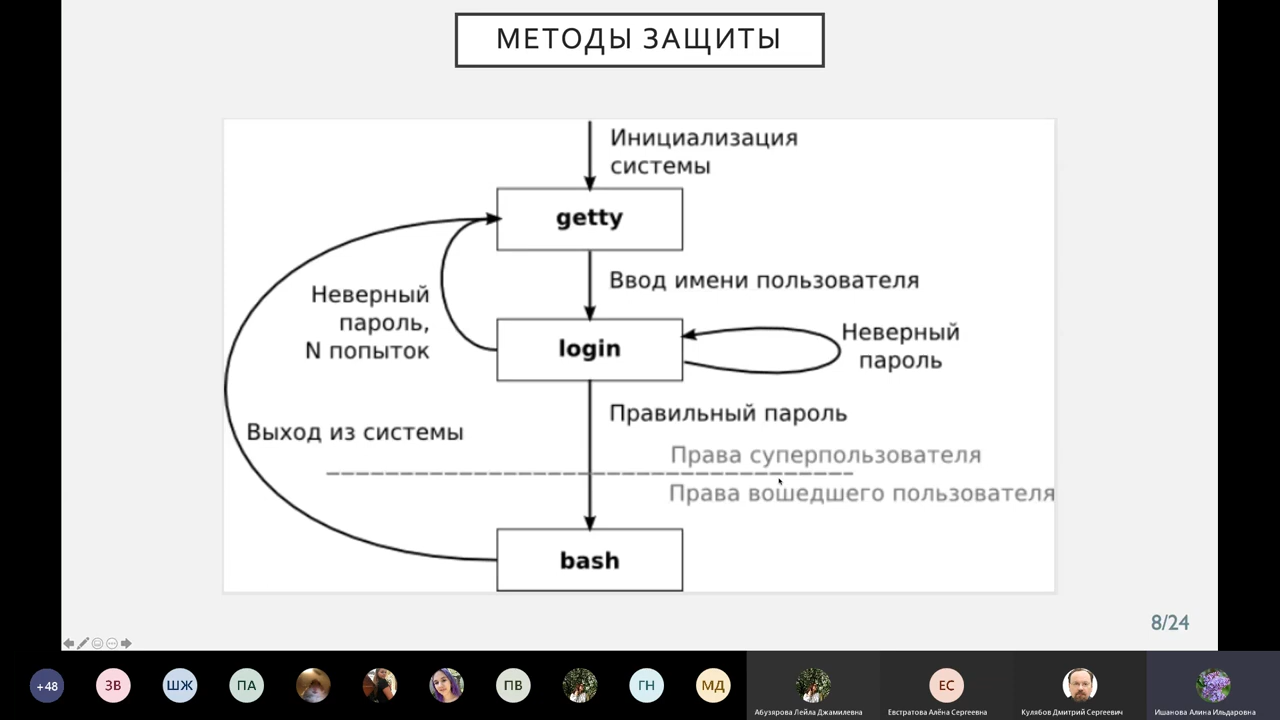 МЕТОДЫ ЗАЩИТЫ
Инициализация
системы
getty
Ввод имени пользователя
Неверный
пароль,
N попыток
login
Неверный
пароль
Правильный пароль
Выход из системы
Права суперпользователя
Права вошедшего пользователя
bash
8/24
+48
ЗВ
ШЖ
ПА
ПВ
ГН
МД
ЕС
Абузярова Лейла Джамилевна
Евстратова Алёна Сергеевна
Кулябов Дмитрий Сергеевич
Ишанова Алина Ильдаровна